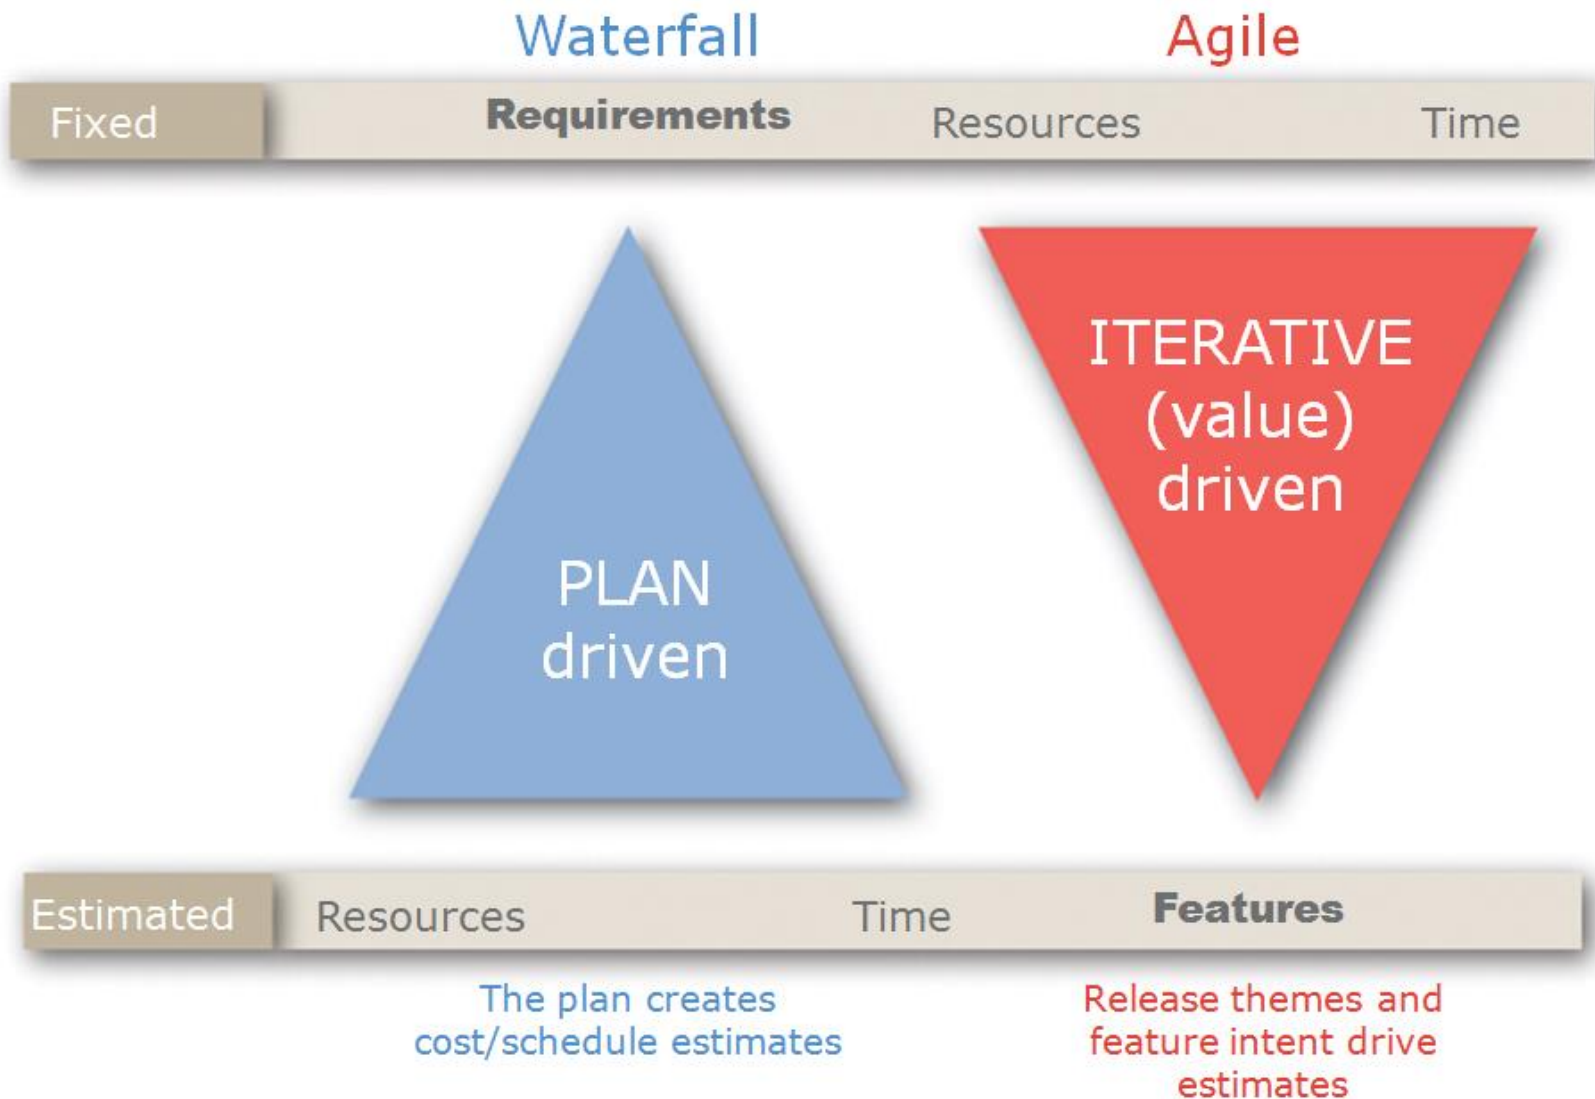 Waterfall
Agile
Fixed
Requirements
Resources
Time
PLAN
driven
ITERATIVE
(value)
driven
Estimated
Resources
Time
Features
The plan creates
cost/schedule estimates
Release themes and
feature intent drive
estimates